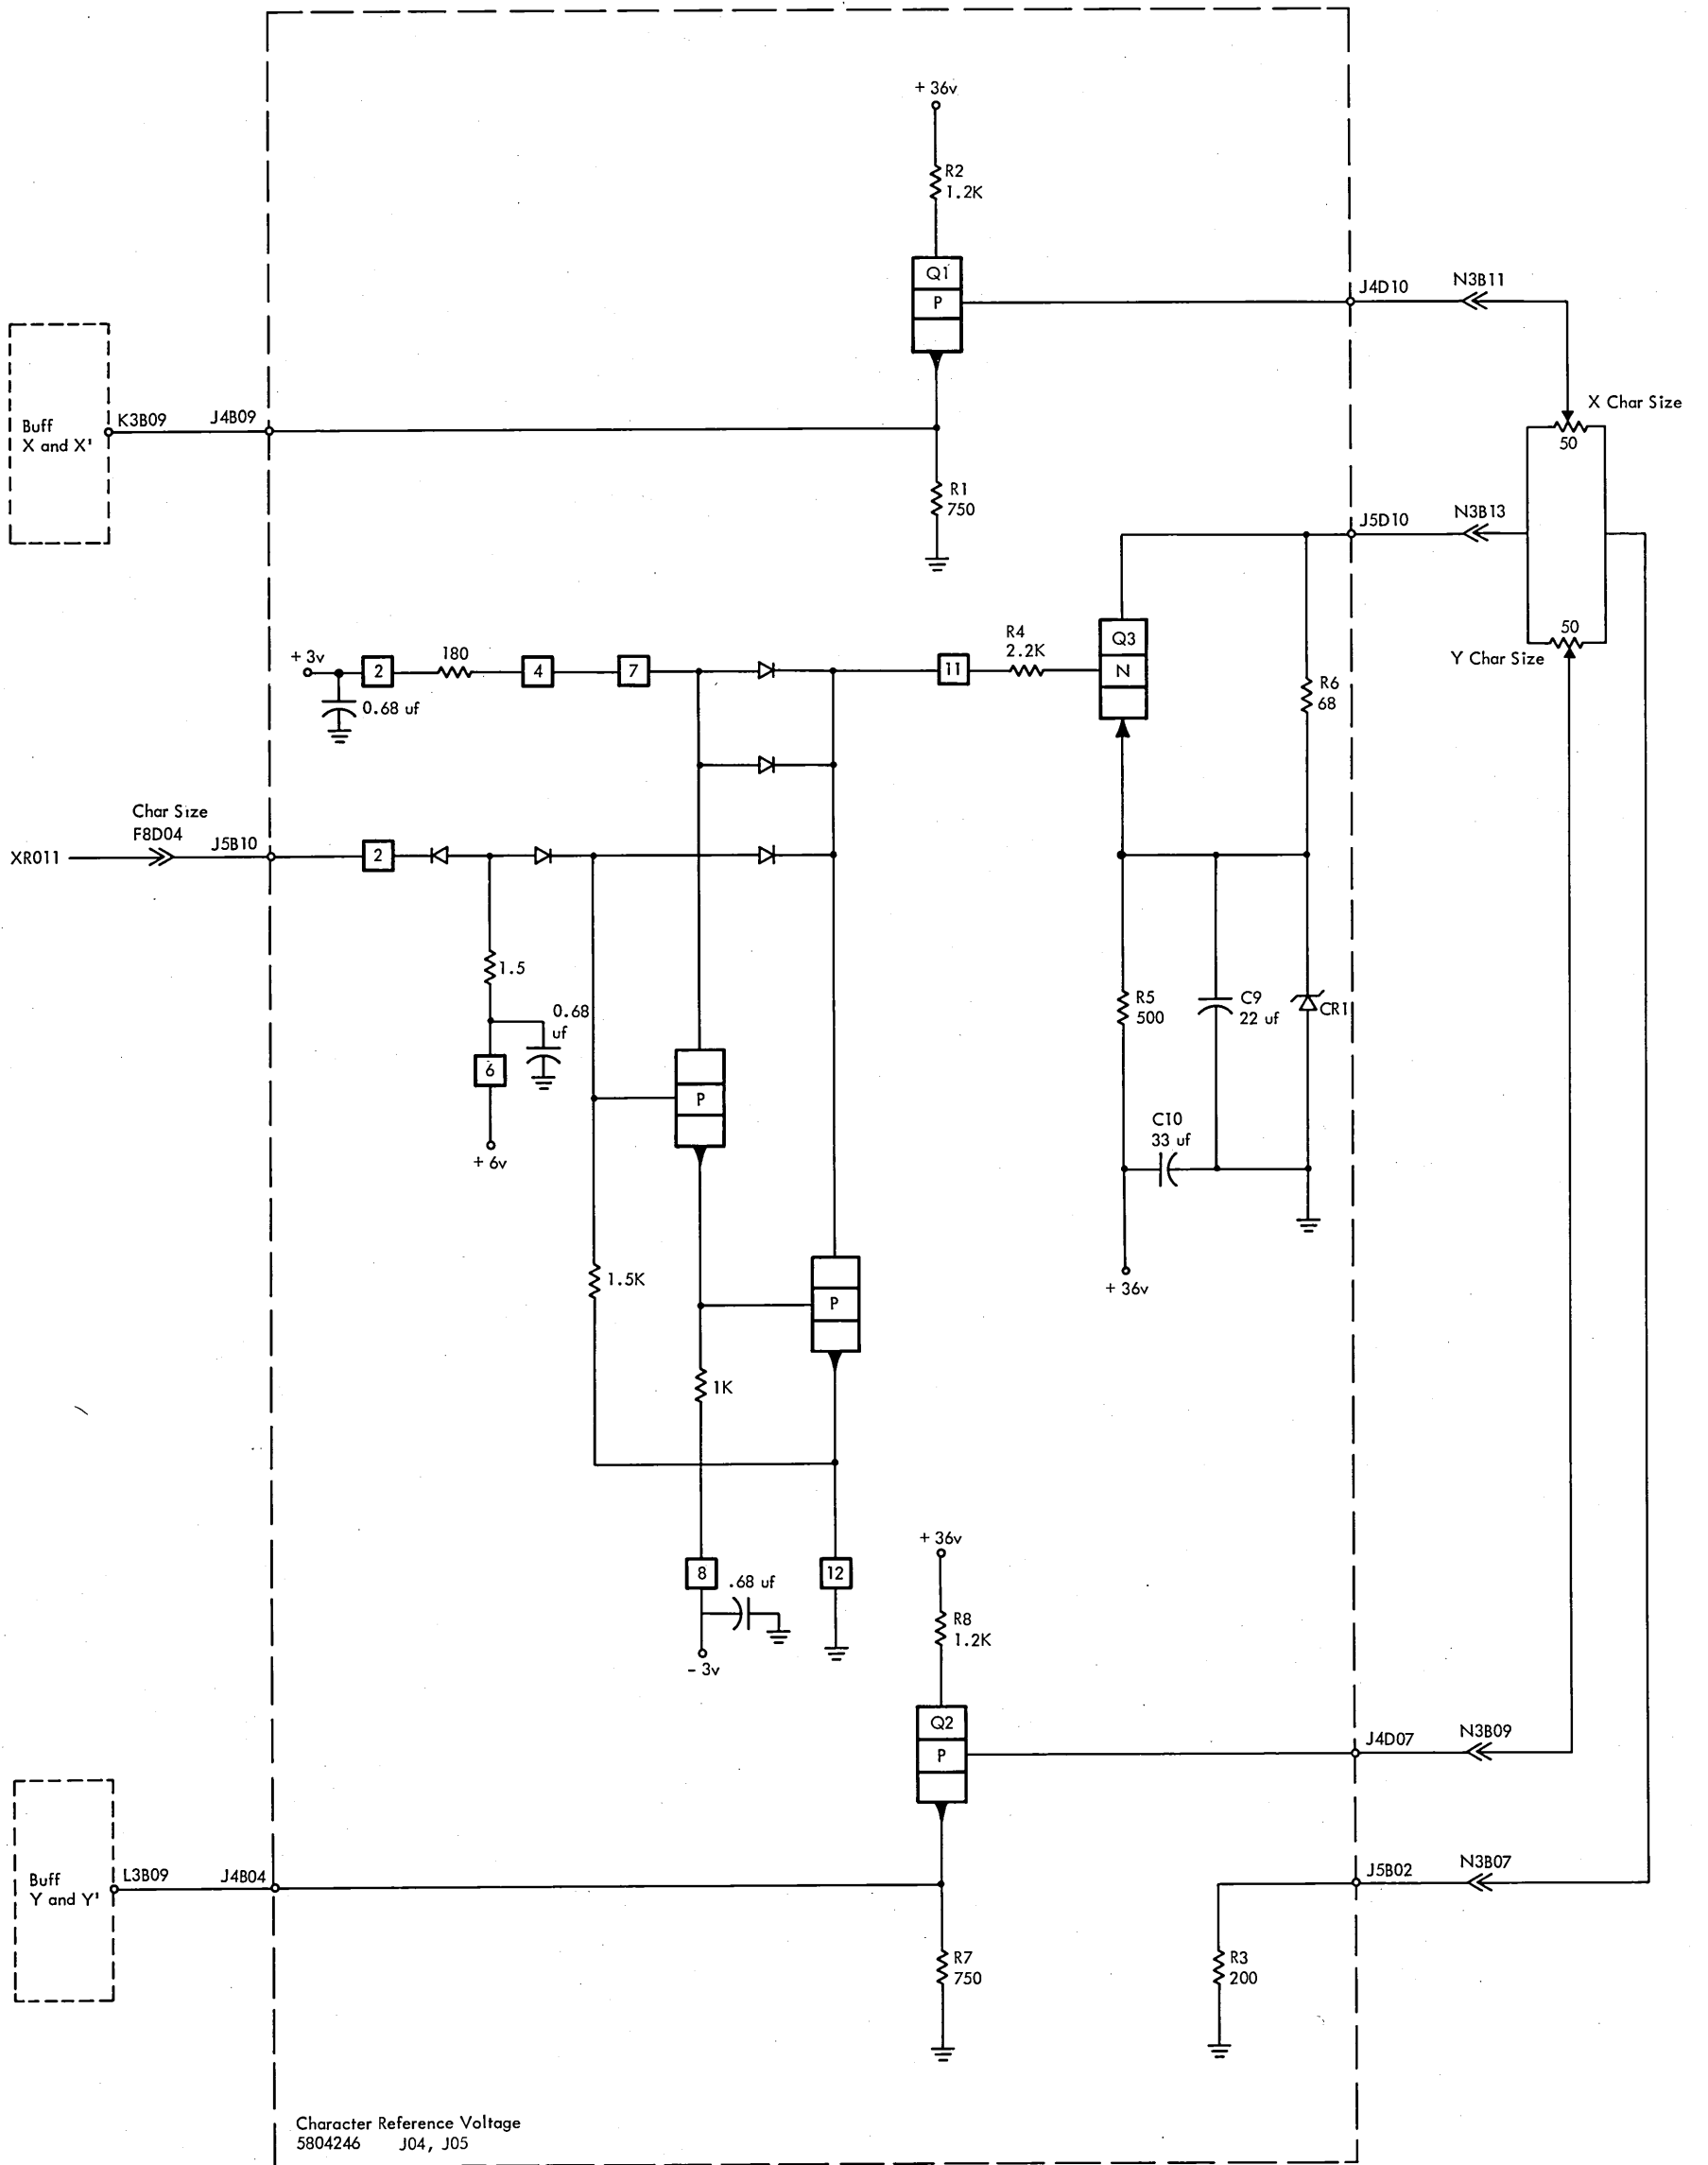 + 36v
R2
1.2K
Q1
P
J4D10
N3B11
X Char Size
50
Buff
X and X'
K3B09
J4B09
R1
750
J5D10
N3B13
50
Y Char Size
+ 3v
2
180
4
7
11
R4
2.2K
Q3
N
0.68 uf
R6
68
Char Size
F8D04
XR011
J5B10
2
1.5
0.68
uf
6
+ 6v
P
R5
500
C9
22 uf
CR1
C10
33 uf
+ 36v
1.5K
P
1K
8
.68 uf
12
- 3v
+ 36v
R8
1.2K
Q2
P
J4D07
N3B09
Buff
Y and Y'
L3B09
J4B04
J5B02
N3B07
R7
750
R3
200
Character Reference Voltage
5804246 J04, J05